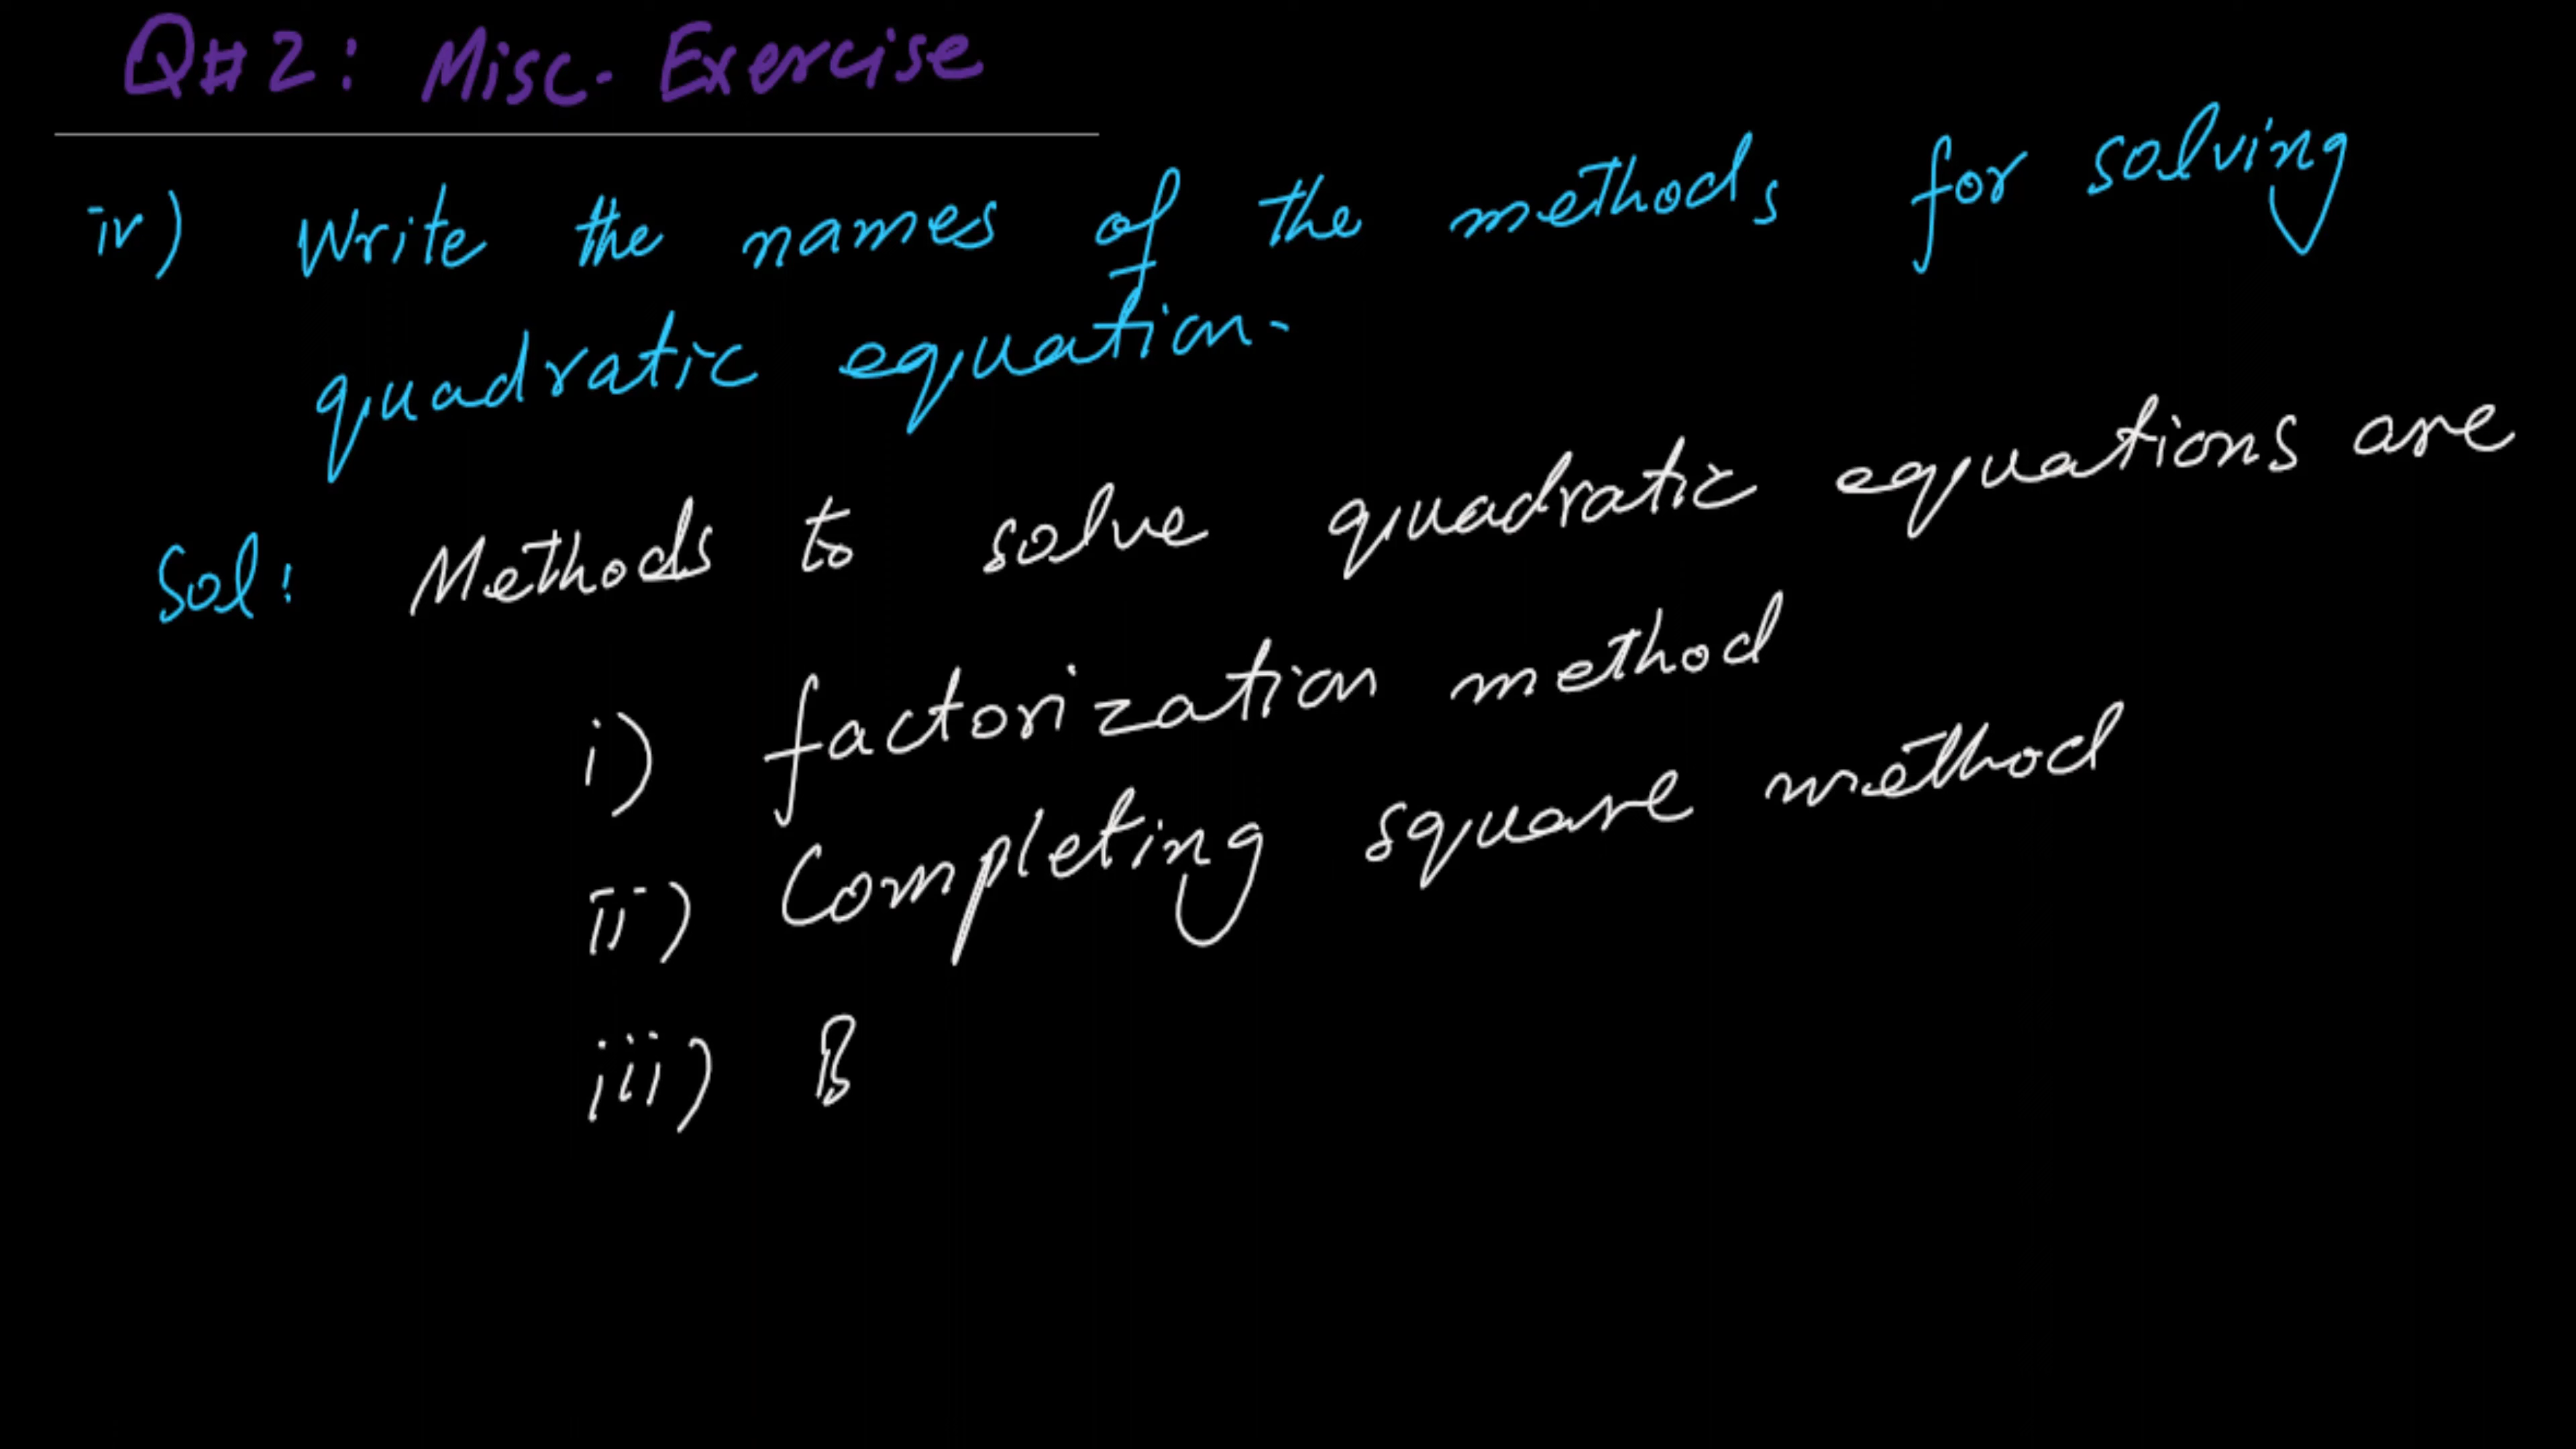 Q#2: Misc. Exercise
iv) Write the names of the methods for solving
quadratic equation.
Sol: Methods to solve quadratic equations are
i) factorization method
ii) Completing square method
iii) B